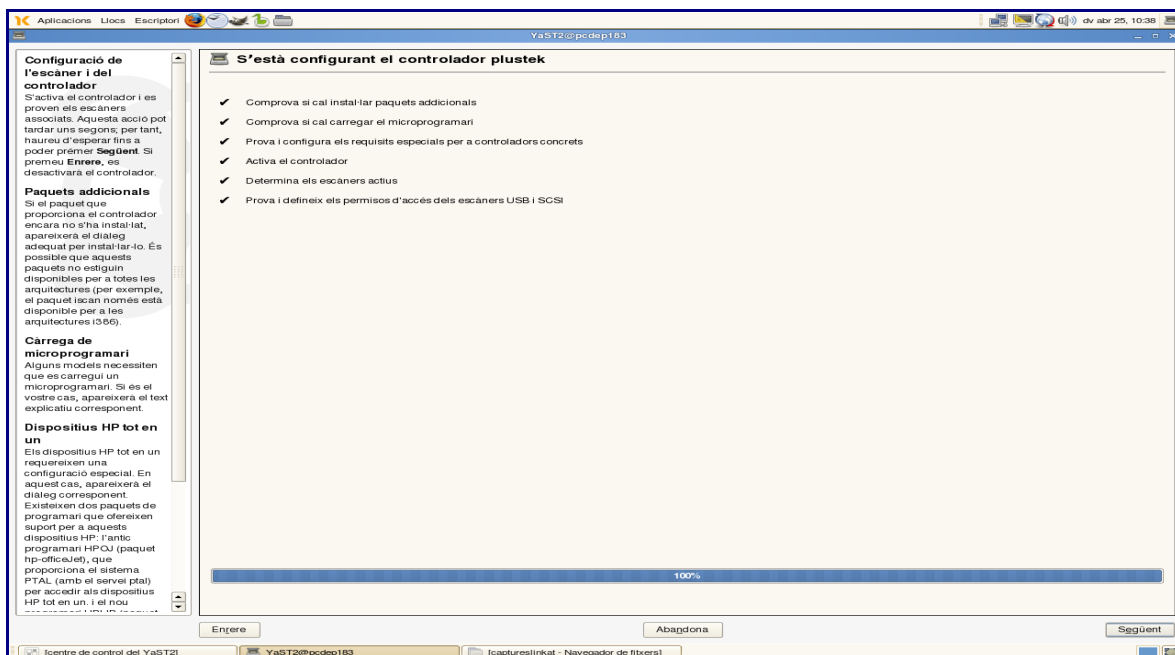 Aplicacions Llocs Escriptori
dv abr 25, 10:38
YaST2@pcdep183
Configuració de
l'escàner i del
controlador
S'activa el controlador i es
proven els escàners
associats. Aquesta acció pot
tardar uns segons; per tant,
haureu d'esperar fins a
poder prémer Següent. Si
premeu Enrere, es
desactivarà el controlador.
Paquets addicionals
Si el paquet que
proporciona el controlador
encara no s'ha instal·lat,
apareixerà el diàleg
adequat per instal·lar-lo. És
possible que aquests
paquets no estiguin
disponibles per a totes les
arquitectures (per exemple,
el paquet iscan només està
disponible per a les
arquitectures i386).
Càrrega de
microprogramari
Alguns models necessiten
que es carregui un
microprogramari. Si és el
vostre cas, apareixerà el text
explicatiu corresponent.
Dispositius HP tot en
un
Els dispositius HP tot en un
requereixen una
configuració especial. En
aquest cas, apareixerà el
diàleg corresponent.
Existeixen dos paquets de
programari que ofereixen
suport per a aquests
dispositius HP: l'antic
programari HPOJ (paquet
hp-officeJet), que
proporciona el sistema
PTAL (amb el servei ptal)
per accedir als dispositius
HP tot en un. i el nou
S'està configurant el controlador plustek
Comprova si cal instal·lar paquets addicionals
Comprova si cal carregar el microprogramari
Prova i configura els requisits especials per a controladors concrets
Activa el controlador
Determina els escàners actius
Prova i defineix els permisos d'accés dels escàners USB i SCSI
100%
Enrere
Abandona
Següent
[centre de control del YaST2]
YaST2@pcdep183
[captureslinkat - Navegador de fitxers]